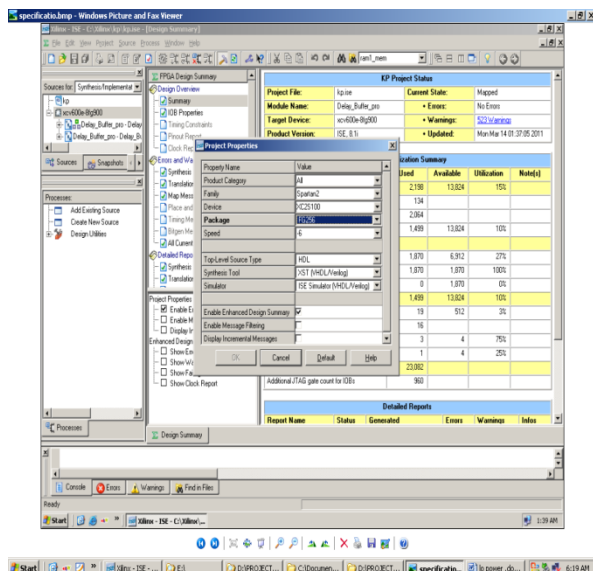 specificatio.bmp - Windows Picture and Fax Viewer
Xilinx - ISE - C:\Xilinx\kp\kp.ise - [Design Summary]
File Edit View Project Source Process Window Help
ram1_mem
Sources for: Synthesis/Implementat
kp
xcv600e-8fg900
Delay_Buffer_pro - Delay
Delay_Buffer_pro - Delay_Bi
Sources
Snapshots
Processes:
Add Existing Source
Create New Source
Design Utilities
Processes
FPGA Design Summary
Design Overview
Summary
IOB Properties
Timing Constraints
Pinout Report
Clock Rep
Errors and Wa
Synthesis
Translation
Map Mess
Place and
Timing Me
Bitgen Me
All Current
Detailed Repo
Synthesis
Translation
Project Properties
Enable E
Enable M
Display Ir
Enhanced Design
Show Err
Show Wa
Show Fai
Show Clock Report
Design Summary
KP Project Status
Project File: kp.ise Current State: Mapped
Module Name: Delay_Buffer_pro • Errors: No Errors
Target Device: xcv600e-8fg900 • Warnings: 523 Warnings
Product Version: ISE, 8.1i • Updated: Mon Mar 14 01:37:05 2011
ization Summary
Used Available Utilization Note(s)
2,198 13,824 15%
134
2,064
1,499 13,824 10%
1,870 6,912 27%
1,870 1,870 100%
0 1,870 0%
1,499 13,824 10%
19 512 3%
16
3 4 75%
1 4 25%
23,082
Additional JTAG gate count for IOBs 960
Detailed Reports
Report Name Status Generated Errors Warnings Infos
Project Properties
Property Name Value
Product Category All
Family Spartan2
Device XC2S100
Package FG256
Speed -6
Top-Level Source Type HDL
Synthesis Tool XST (VHDL/Verilog)
Simulator ISE Simulator (VHDL/Verilog)
Enable Enhanced Design Summary
Enable Message Filtering
Display Incremental Messages
OK Cancel Default Help
Console Errors Warnings Find in Files
Ready
Start Xilinx - ISE - C:\Xilinx\... 1:39 AM
Start Xilinx - ISE - ... E:\ D:\PROJECT... C:\Documen... D:\PROJECT... specificatio... lp power .do... 6:19 AM